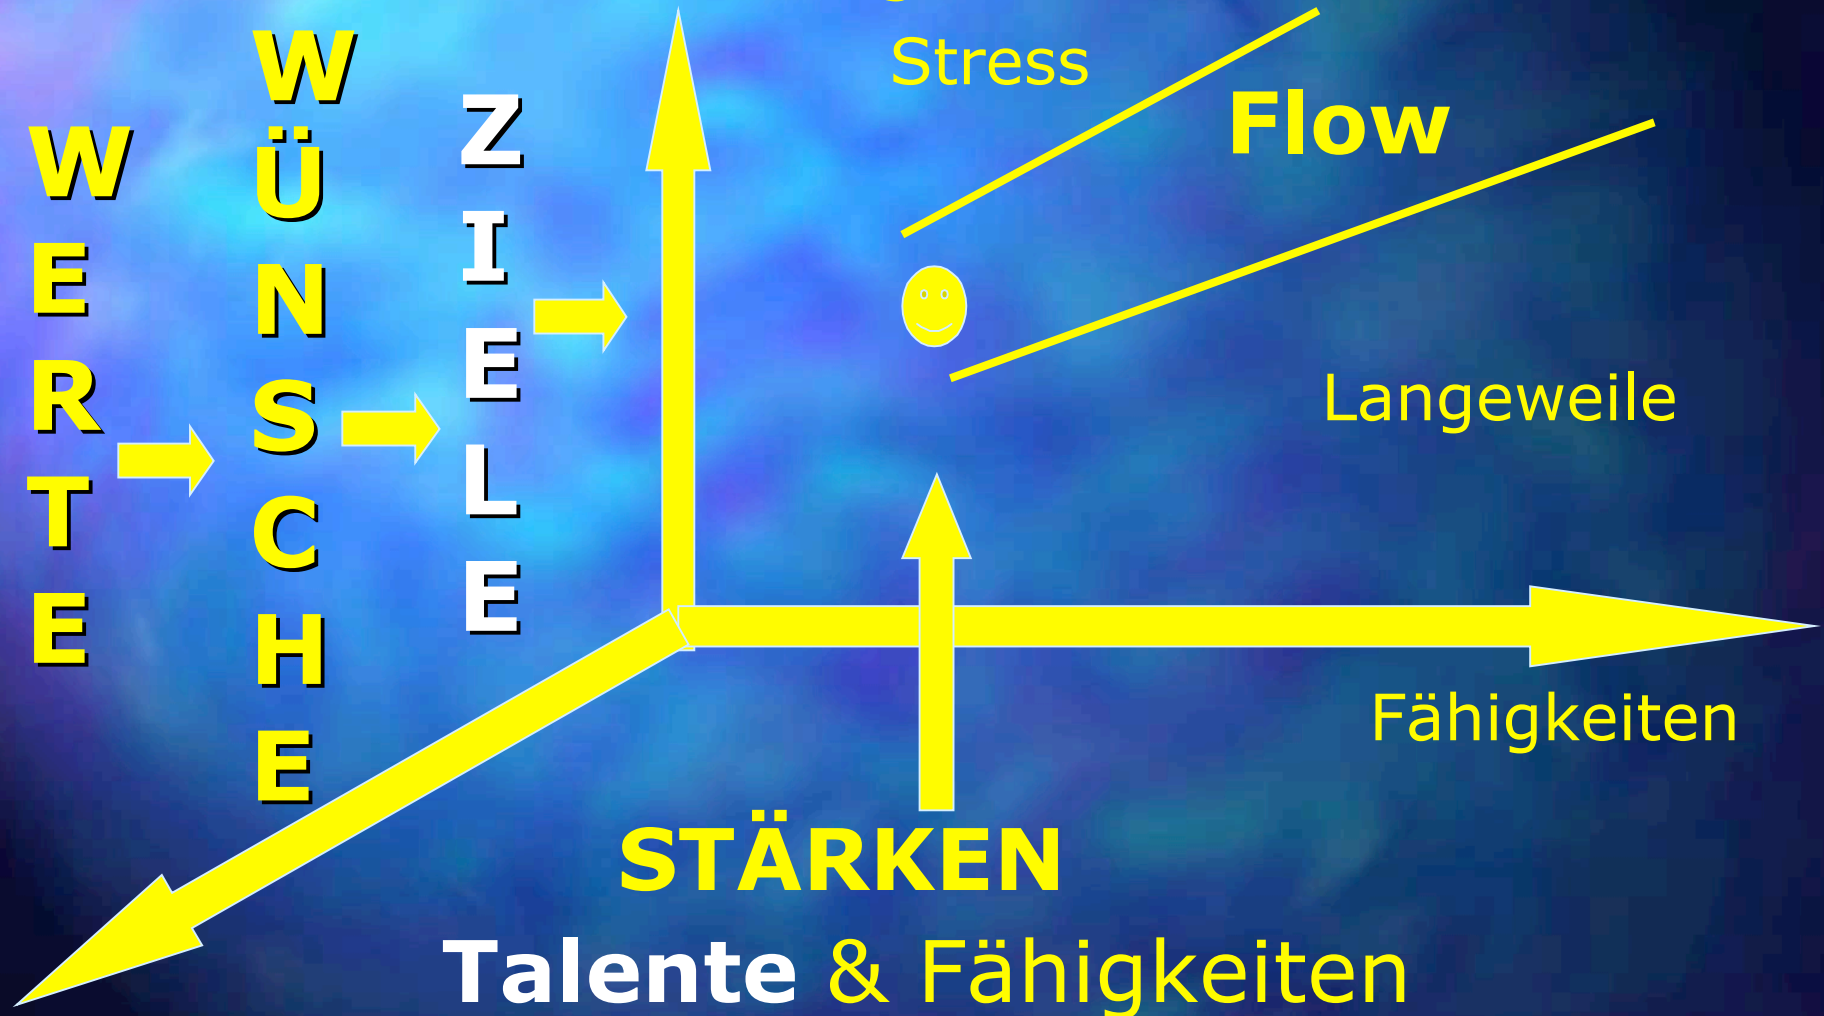 WERTE
WÜNSCHE
ZIELE
Stress
Flow
Langeweile
Fähigkeiten
STÄRKEN
Talente & Fähigkeiten